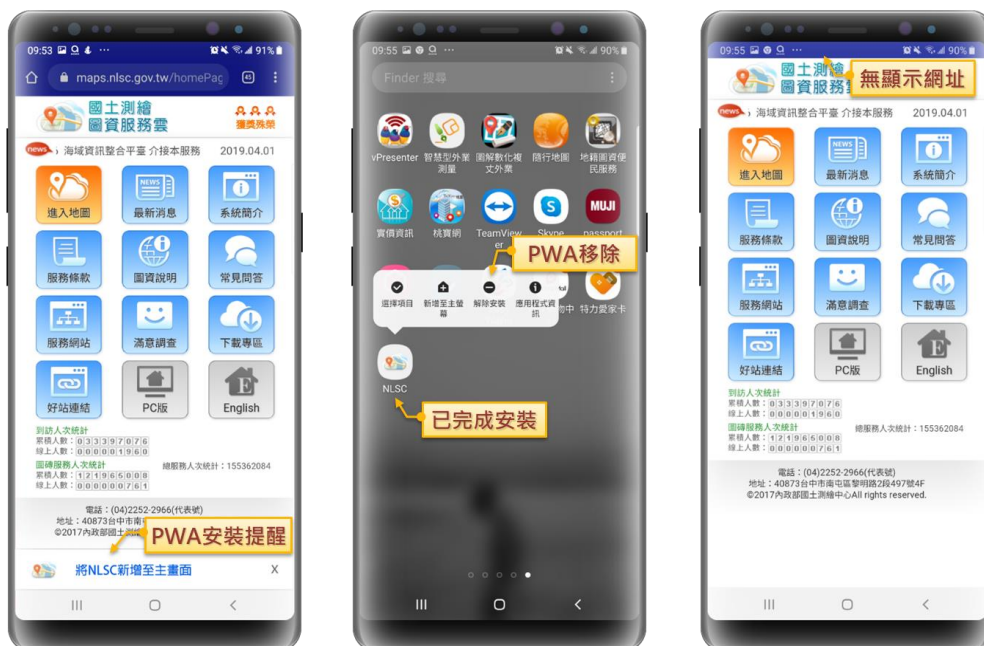 09:53
91%
maps.nlsc.gov.tw/homePag
45
國土測繪
圖資服務雲
獲獎殊榮
news
海域資訊整合平臺 介接本服務 2019.04.01
NEWS
進入地圖 最新消息 系統簡介
服務條款 圖資說明 常見問答
服務網站 滿意調查 下載專區
好站連結 PC版 English
到訪人次統計
累積人數：033397076
線上人數：000001960
圖磚服務人次統計 總服務人次統計：155362084
累積人數：121965008
線上人數：000000761
電話：(04)2252-2966(代表號)
地址：40873台中市南
©2017內政部國土測
PWA安裝提醒
將NLSC新增至主畫面 X
09:55
90%
Finder 搜尋
vPresenter 智慧型外業測量 圖解數化複丈外業 隨行地圖 地籍圖資便民服務
MUJI
實價資訊 桃寶網 TeamViewer Skype passport
PWA移除
選擇項目 新增至主螢幕 解除安裝 應用程式資訊
物中 特力愛家卡
NLSC
已完成安裝
09:55
90%
無顯示網址
國土測繪
圖資服務
news
海域資訊整合平臺 介接本服務 2019.04.01
NEWS
進入地圖 最新消息 系統簡介
服務條款 圖資說明 常見問答
服務網站 滿意調查 下載專區
好站連結 PC版 English
到訪人次統計
累積人數：033397076
線上人數：000001960
圖磚服務人次統計 總服務人次統計：155362084
累積人數：121965008
線上人數：000000761
電話：(04)2252-2966(代表號)
地址：40873台中市南屯區黎明路2段497號4F
©2017內政部國土測繪中心All rights reserved.